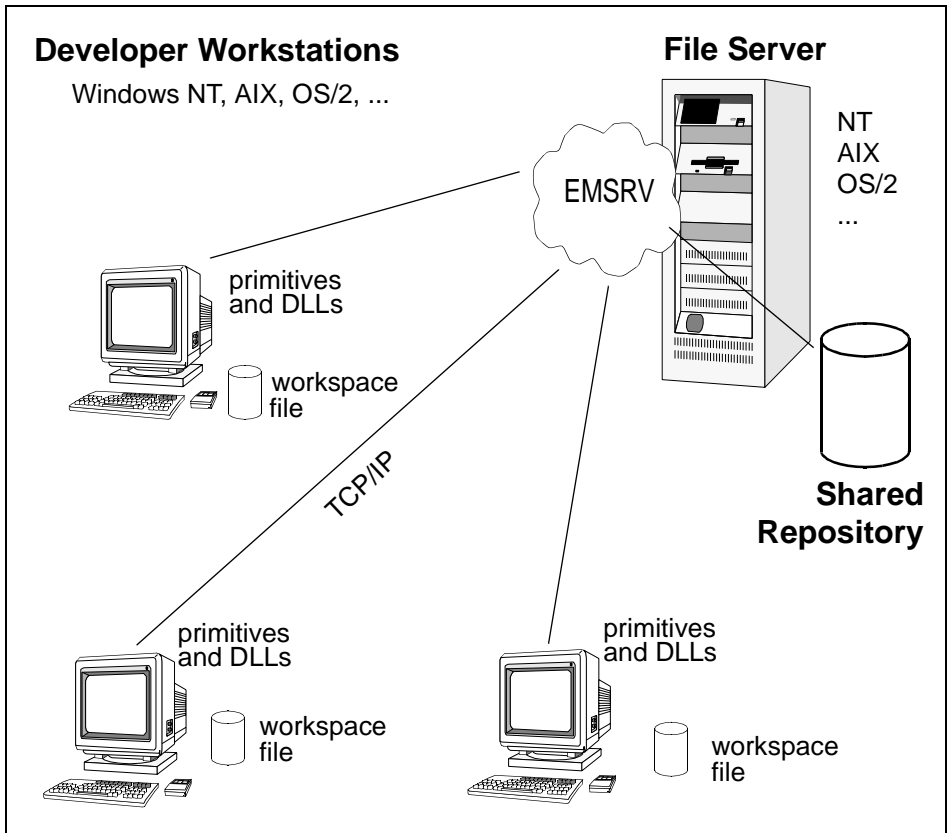 Developer Workstations
Windows NT, AIX, OS/2, ...
File Server
NT
AIX
OS/2
...
EMSRV
primitives
and DLLs
workspace
file
TCP/IP
Shared
Repository
primitives
and DLLs
workspace
file
primitives
and DLLs
workspace
file